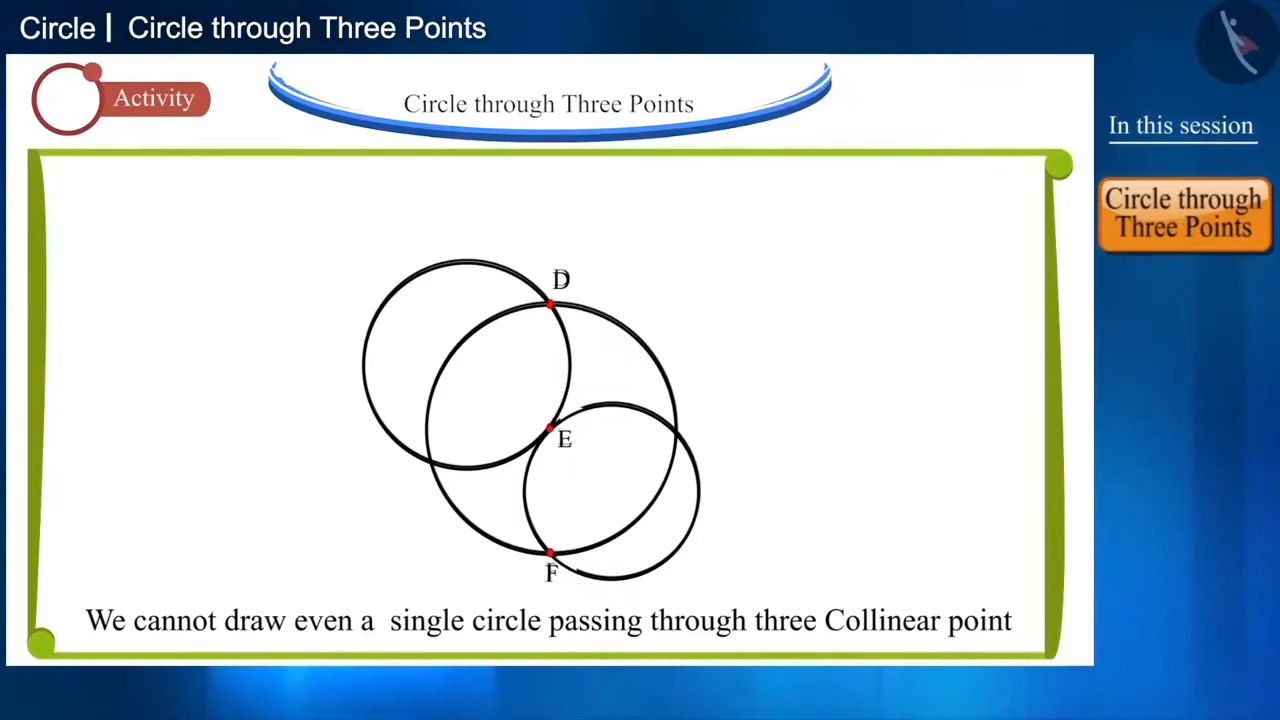 Circle | Circle through Three Points
Activity
Circle through Three Points
In this session
Circle through
Three Points
D
E
F
We cannot draw even a single circle passing through three Collinear point